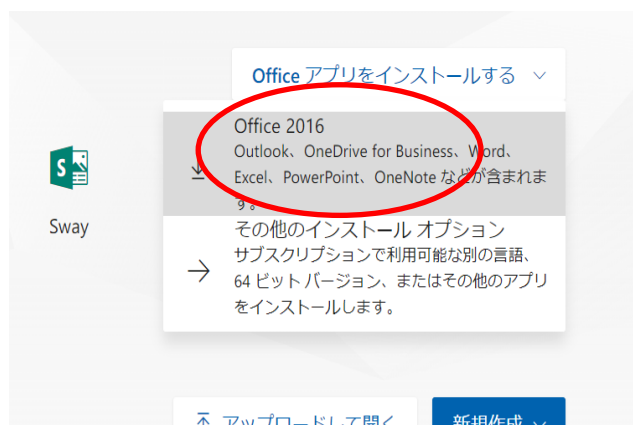 Office アプリをインストールする
Office 2016
Outlook、OneDrive for Business、Word、
Excel、PowerPoint、OneNote などが含まれま
す。
Sway
その他のインストール オプション
サブスクリプションで利用可能な別の言語、
64 ビット バージョン、またはその他のアプリ
をインストールします。
アップロードして開く
新規作成